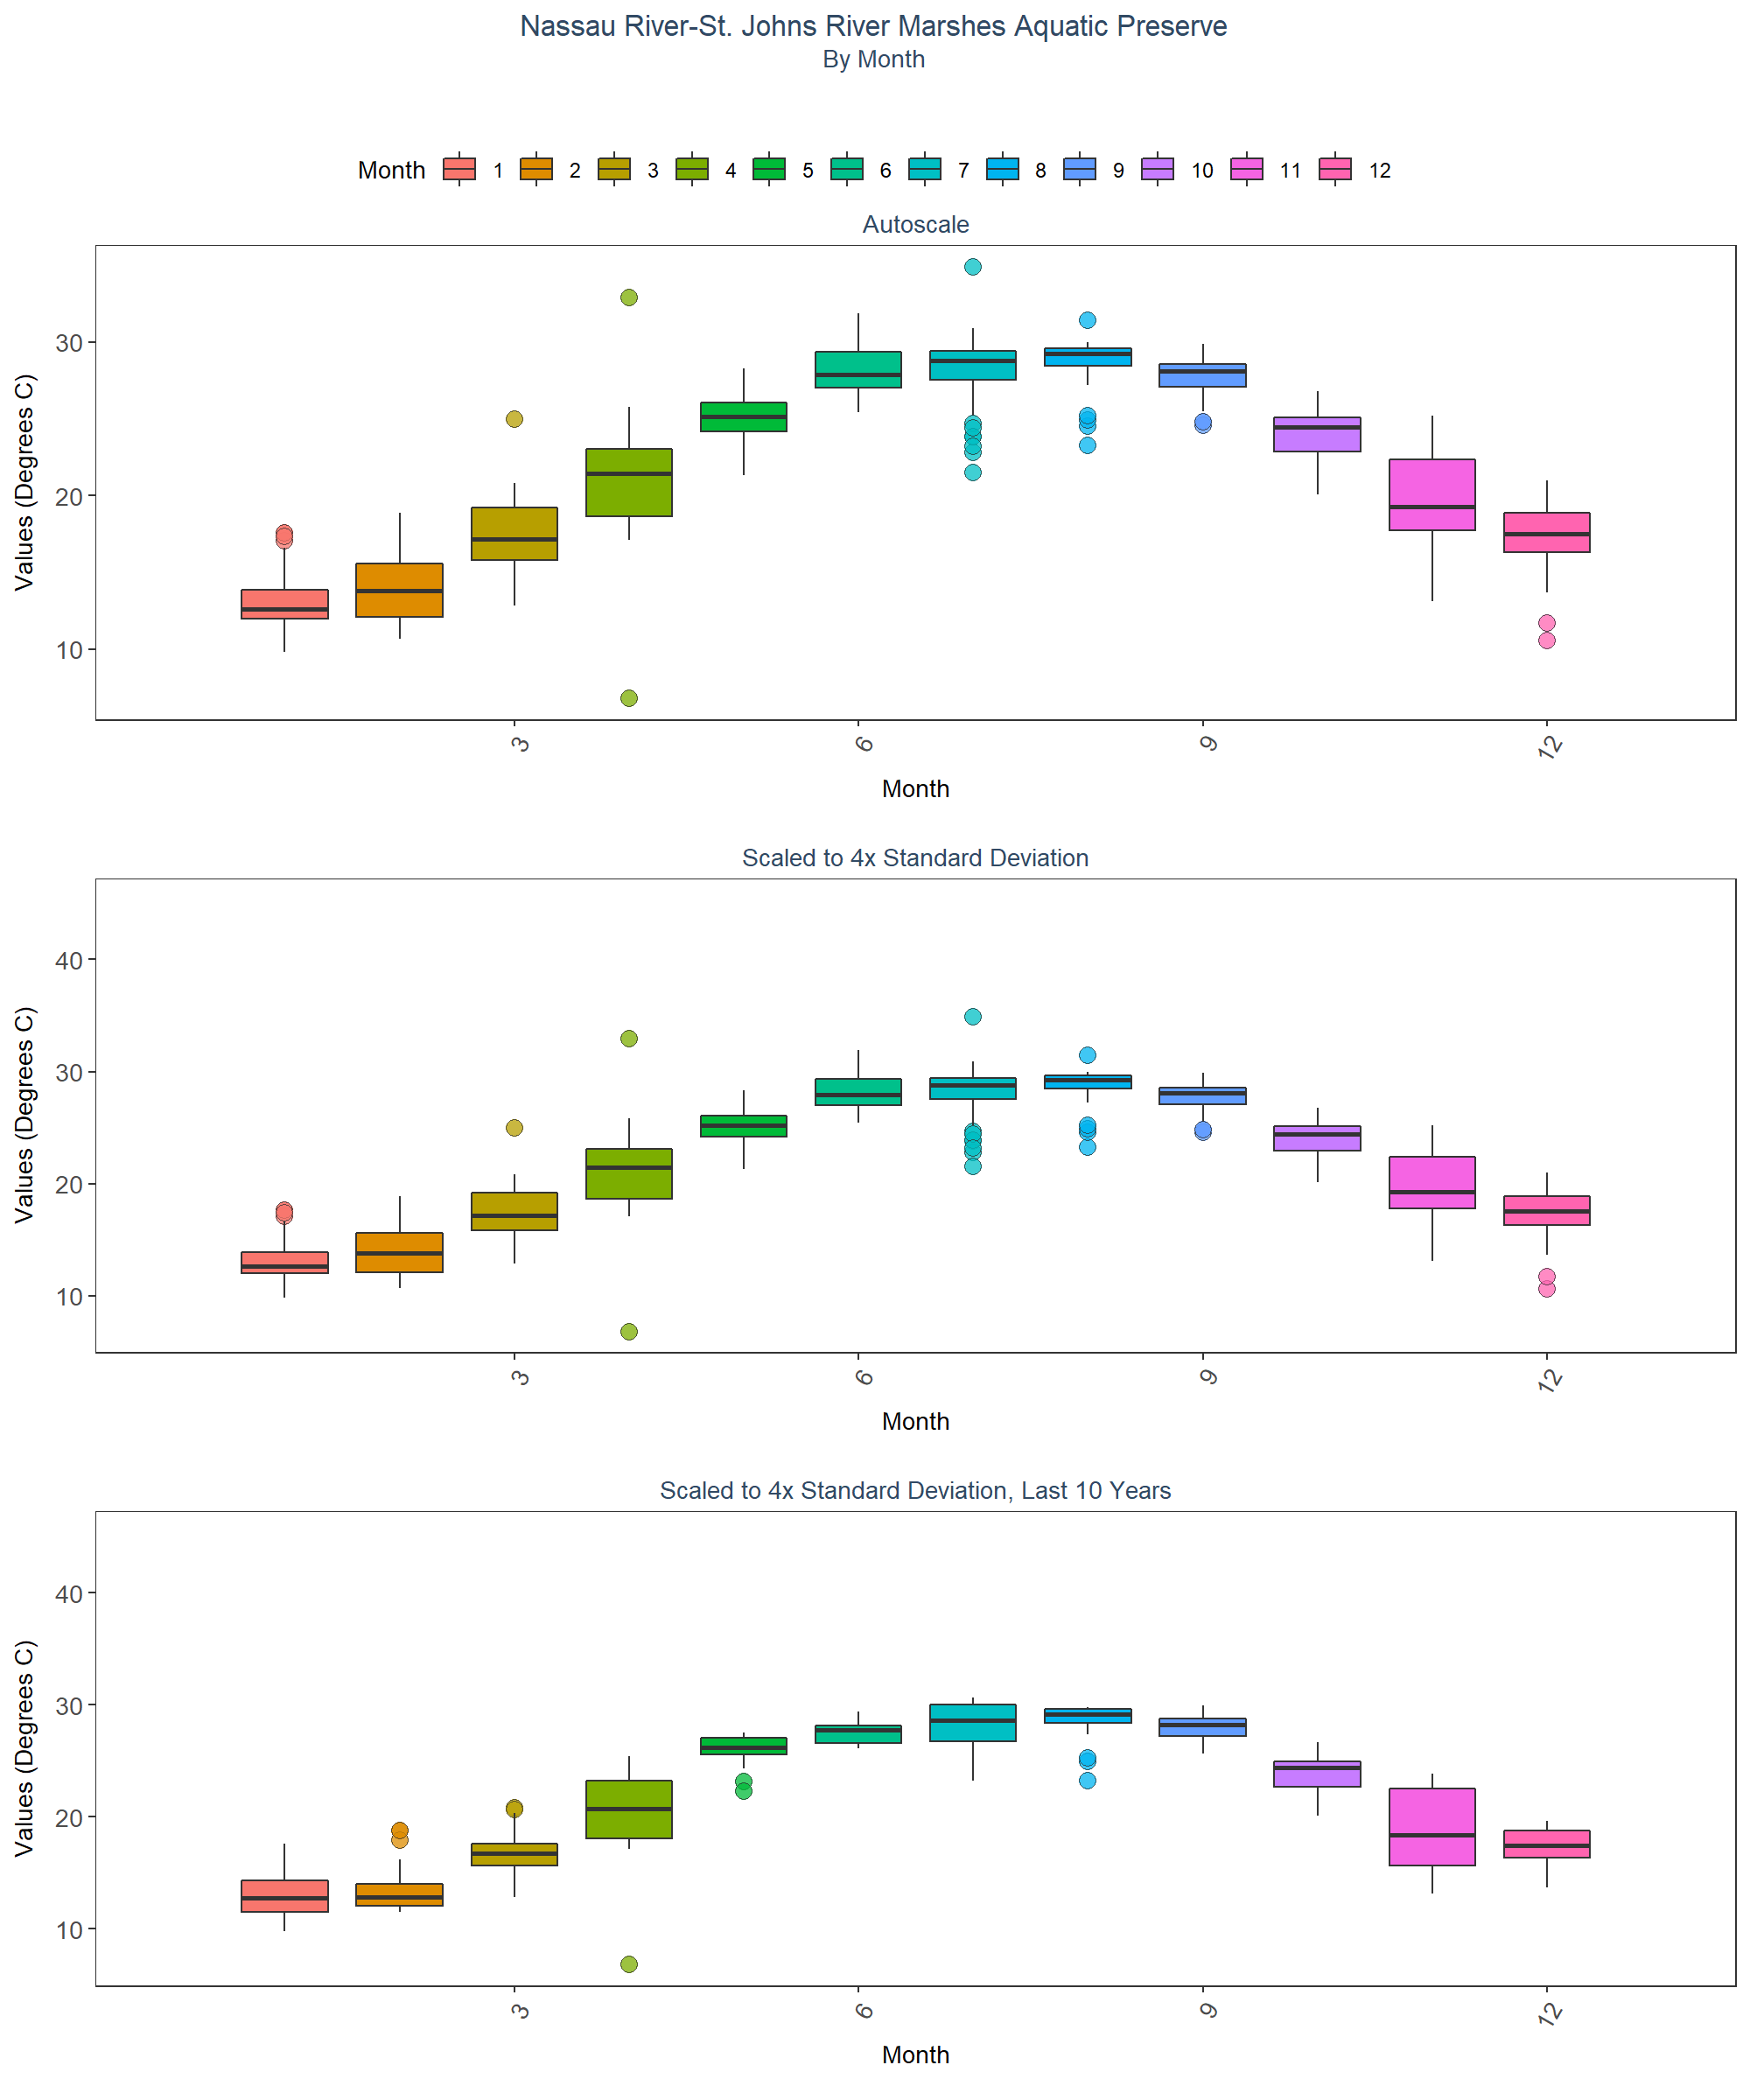 Nassau River-St. Johns River Marshes Aquatic Preserve
By Month
Month 1 2 3 4 5 6 7 8 9 10 11 12
Autoscale
Values (Degrees C)
30
20
10
3 6 9 12
Month
Scaled to 4x Standard Deviation
Values (Degrees C)
40
30
20
10
3 6 9 12
Month
Scaled to 4x Standard Deviation, Last 10 Years
Values (Degrees C)
40
30
20
10
3 6 9 12
Month